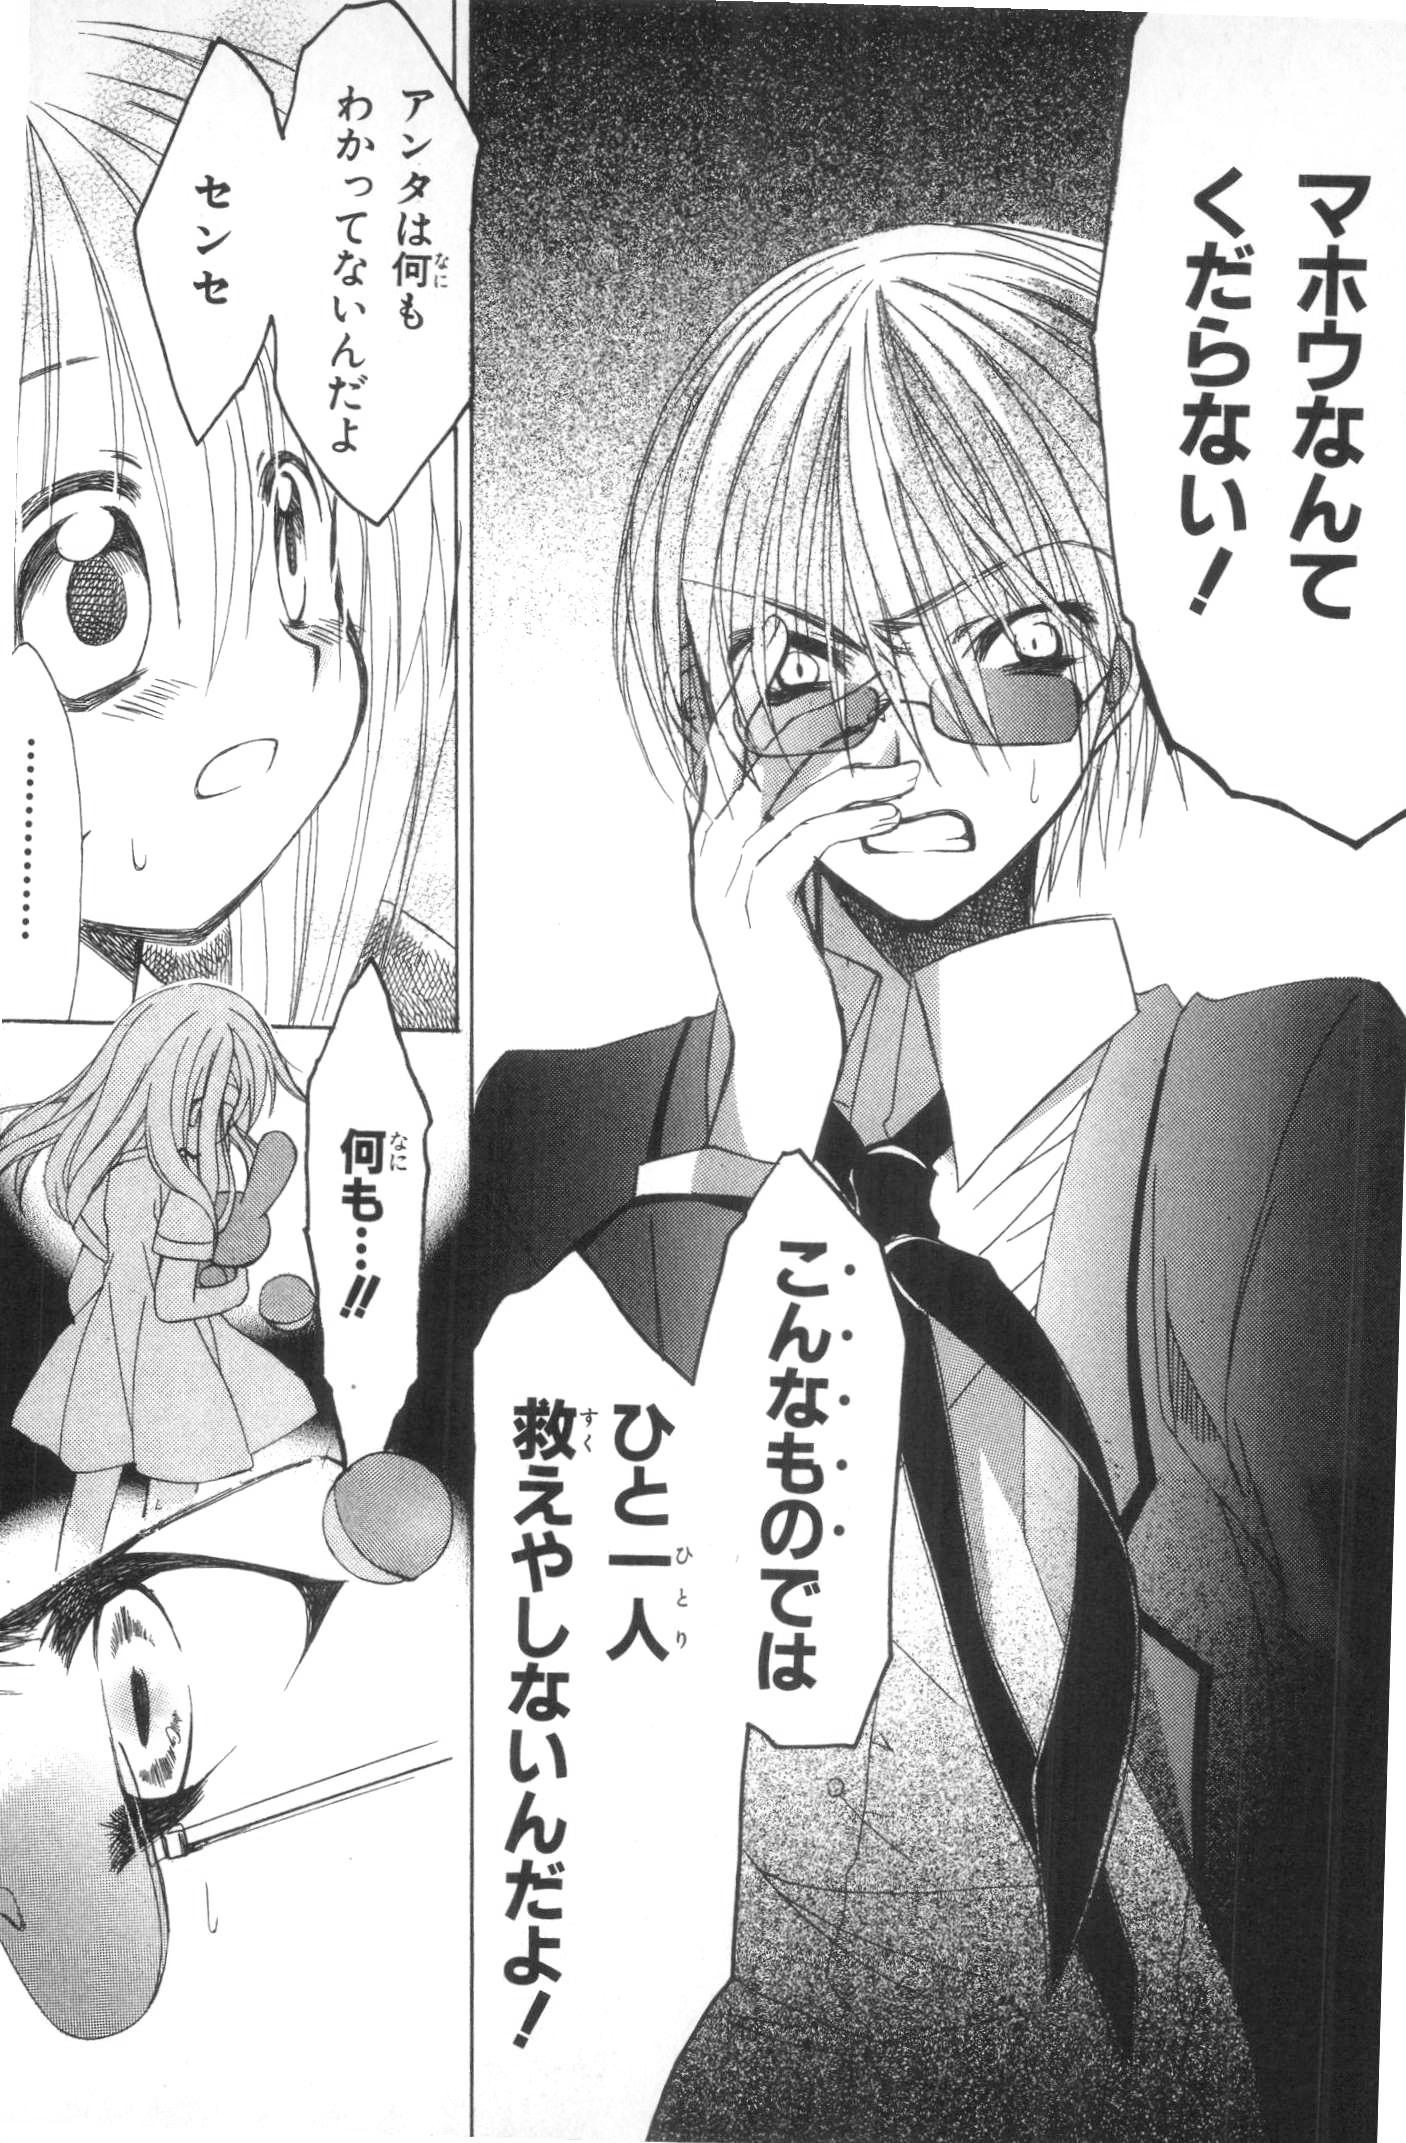 マホウなんて
くだらない!
こんなものでは
ひと一人
救えやしないんだよ!
アンタは何も
わかってないんだよ
センセ
…………
何も…!!